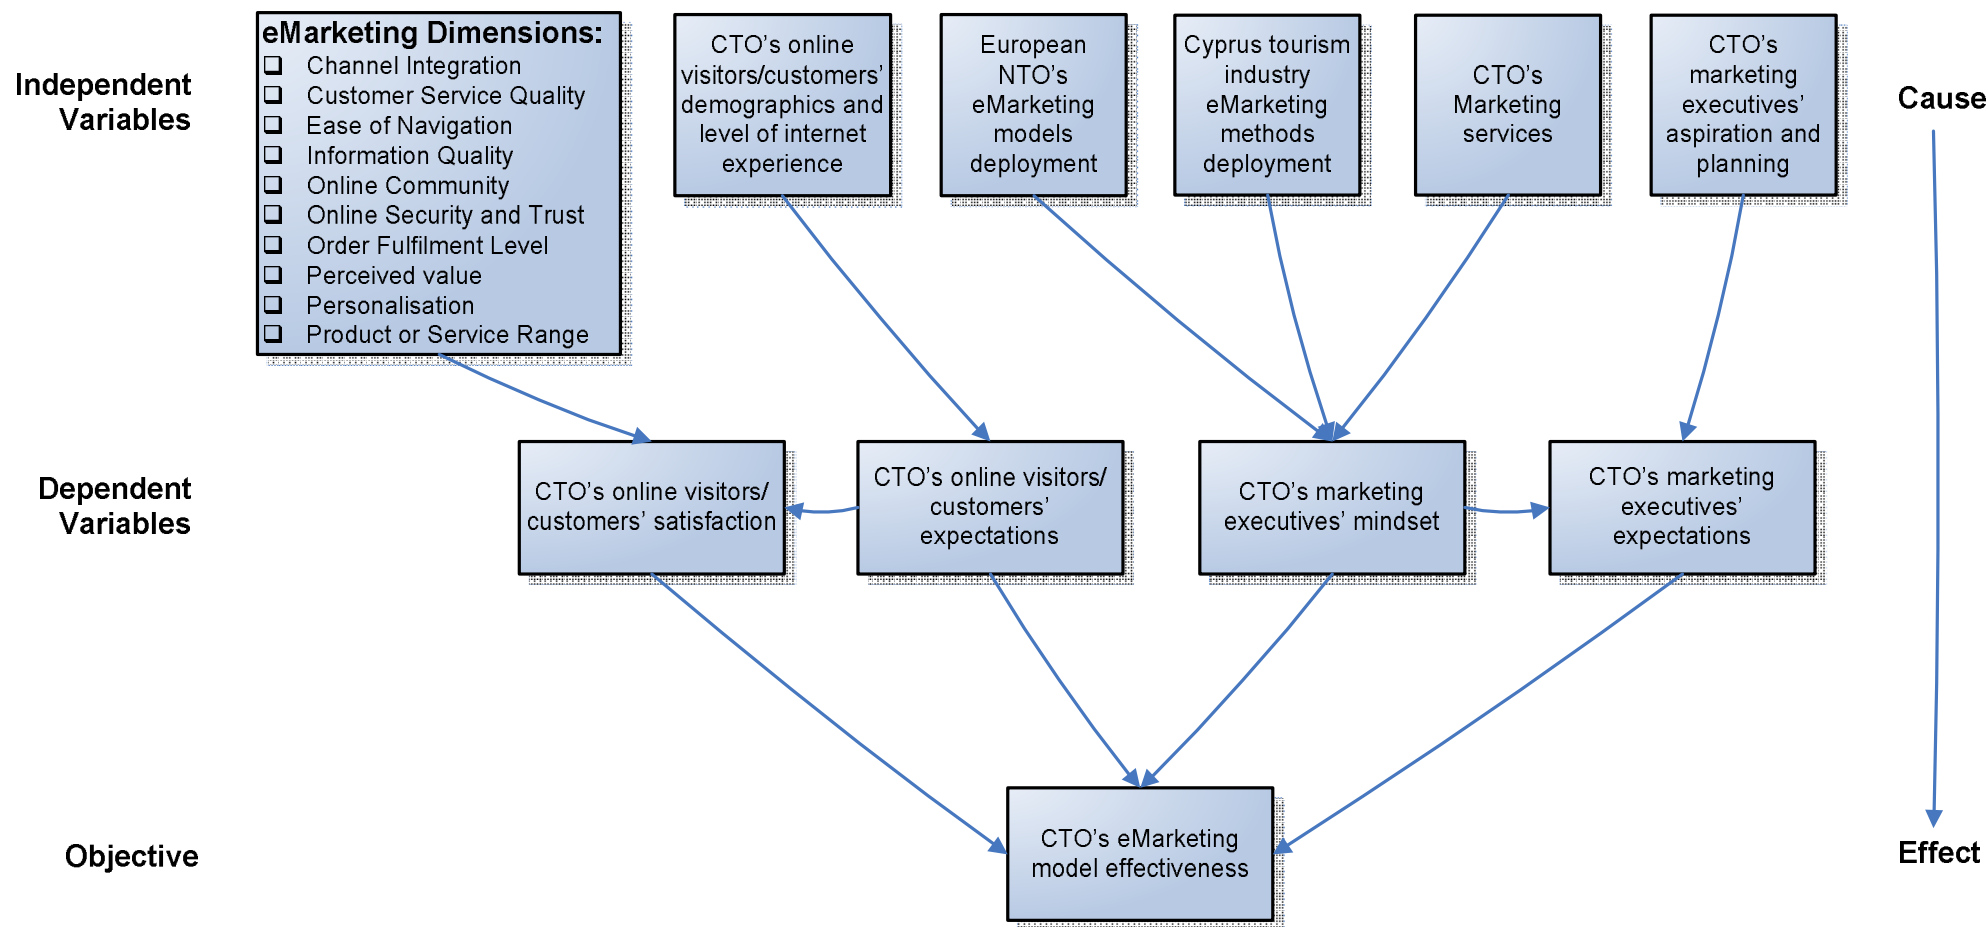 Independent
Variables
eMarketing Dimensions:
Channel Integration
Customer Service Quality
Ease of Navigation
Information Quality
Online Community
Online Security and Trust
Order Fulfilment Level
Perceived value
Personalisation
Product or Service Range
CTO's online
visitors/customers'
demographics and
level of internet
experience
European
NTO's
eMarketing
models
deployment
Cyprus tourism
industry
eMarketing
methods
deployment
CTO's
Marketing
services
CTO's
marketing
executives'
aspiration and
planning
Cause
Dependent
Variables
CTO's online visitors/
customers' satisfaction
CTO's online visitors/
customers'
expectations
CTO's marketing
executives' mindset
CTO's marketing
executives'
expectations
Objective
CTO's eMarketing
model effectiveness
Effect